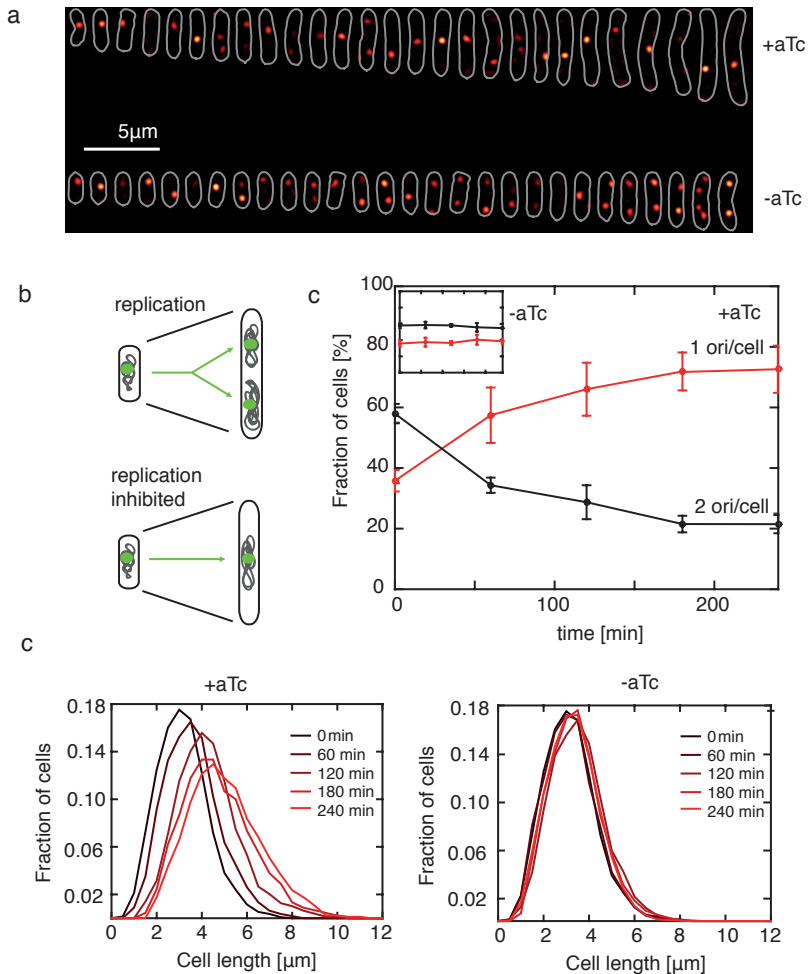 a
+aTc
5μm
-aTc
b
replication
replication
inhibited
c
100
80
60
40
20
0
Fraction of cells [%]
-aTc
+aTc
1 ori/cell
2 ori/cell
0
100
200
time [min]
c
+aTc
0.18
0.14
0.10
0.06
0.02
Fraction of cells
0 min
60 min
120 min
180 min
240 min
0
2
4
6
8
10
12
Cell length [μm]
-aTc
0.18
0.14
0.10
0.06
0.02
Fraction of cells
0 min
60 min
120 min
180 min
240 min
0
2
4
6
8
10
12
Cell length [μm]